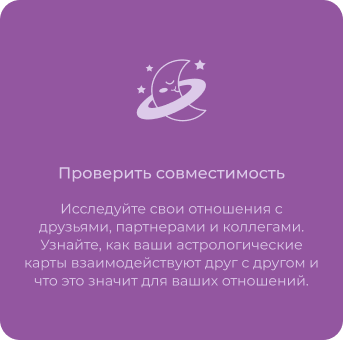 Проверить совместимость
Исследуйте свои отношения с
друзьями, партнерами и коллегами.
Узнайте, как ваши астрологические
карты взаимодействуют друг с другом и
что это значит для ваших отношений.